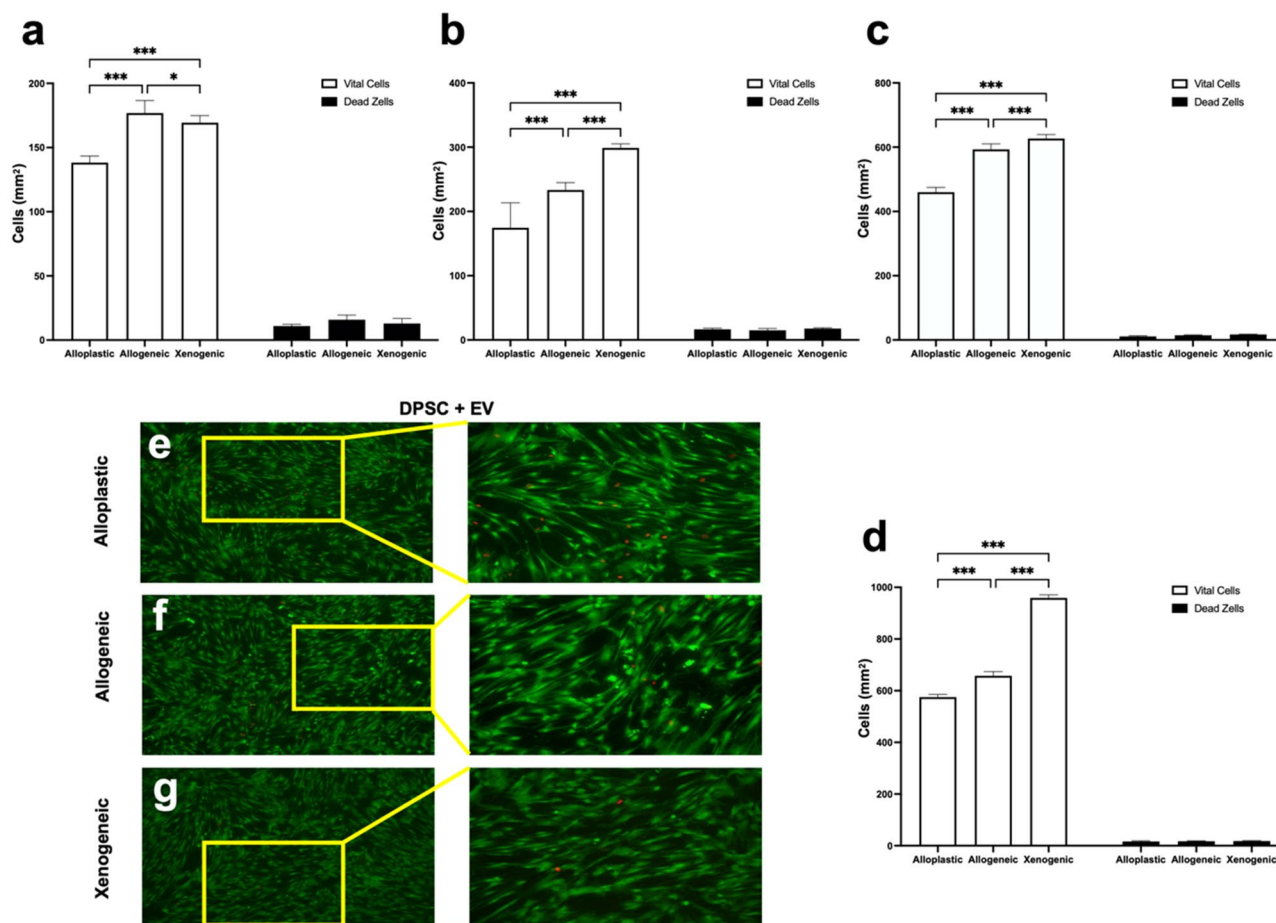 a
***
***
*
Vital Cells
Dead Zells
Cells (mm²)
200
150
100
50
0
Alloplastic Allogeneic Xenogenic
Alloplastic Allogeneic Xenogenic
b
***
***
***
Vital Cells
Dead Zells
Cells (mm²)
400
300
200
100
0
Alloplastic Allogeneic Xenogenic
Alloplastic Allogeneic Xenogenic
c
***
***
***
Vital Cells
Dead Zells
Cells (mm²)
800
600
400
200
0
Alloplastic Allogeneic Xenogenic
Alloplastic Allogeneic Xenogenic
DPSC + EV
Alloplastic
e
Allogeneic
f
Xenogeneic
g
d
***
***
***
Vital Cells
Dead Zells
Cells (mm²)
1000
800
600
400
200
0
Alloplastic Allogeneic Xenogenic
Alloplastic Allogeneic Xenogenic